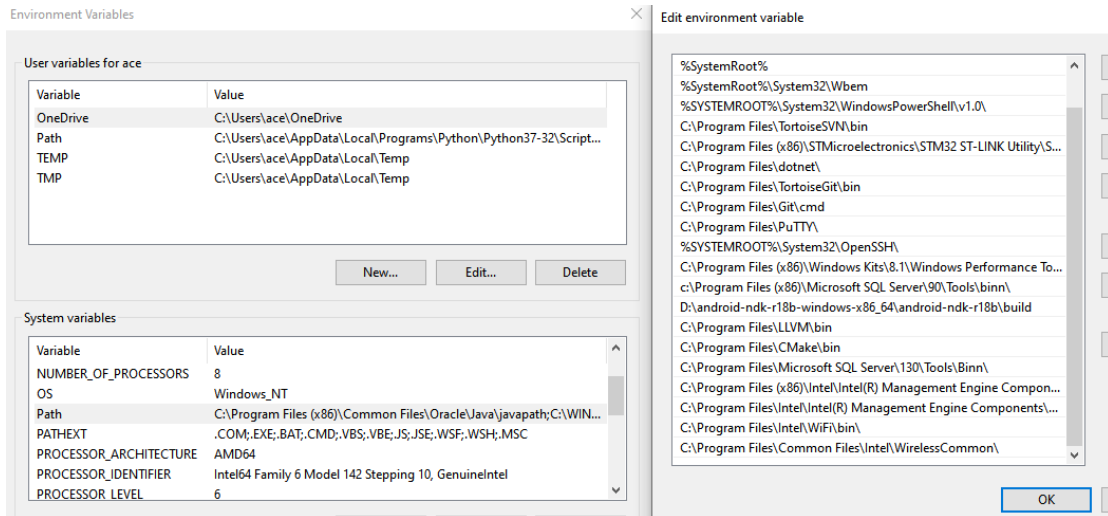 Environment Variables
User variables for ace
Variable Value
OneDrive C:\Users\ace\OneDrive
Path C:\Users\ace\AppData\Local\Programs\Python\Python37-32\Script...
TEMP C:\Users\ace\AppData\Local\Temp
TMP C:\Users\ace\AppData\Local\Temp
New... Edit... Delete
System variables
Variable Value
NUMBER_OF_PROCESSORS 8
OS Windows_NT
Path C:\Program Files (x86)\Common Files\Oracle\Java\javapath;C:\WIN...
PATHEXT .COM;.EXE;.BAT;.CMD;.VBS;.VBE;.JS;.JSE;.WSF;.WSH;.MSC
PROCESSOR_ARCHITECTURE AMD64
PROCESSOR_IDENTIFIER Intel64 Family 6 Model 142 Stepping 10, GenuineIntel
PROCESSOR_LEVEL 6
Edit environment variable
%SystemRoot%
%SystemRoot%\System32\Wbem
%SYSTEMROOT%\System32\WindowsPowerShell\v1.0\
C:\Program Files\TortoiseSVN\bin
C:\Program Files (x86)\STMicroelectronics\STM32 ST-LINK Utility\S...
C:\Program Files\dotnet\
C:\Program Files\TortoiseGit\bin
C:\Program Files\Git\cmd
C:\Program Files\PuTTY\
%SYSTEMROOT%\System32\OpenSSH\
C:\Program Files (x86)\Windows Kits\8.1\Windows Performance To...
c:\Program Files (x86)\Microsoft SQL Server\90\Tools\binn\
D:\android-ndk-r18b-windows-x86_64\android-ndk-r18b\build
C:\Program Files\LLVM\bin
C:\Program Files\CMake\bin
C:\Program Files\Microsoft SQL Server\130\Tools\Binn\
C:\Program Files (x86)\Intel\Intel(R) Management Engine Compon...
C:\Program Files\Intel\Intel(R) Management Engine Components\...
C:\Program Files\Intel\WiFi\bin\
C:\Program Files\Common Files\Intel\WirelessCommon\
OK